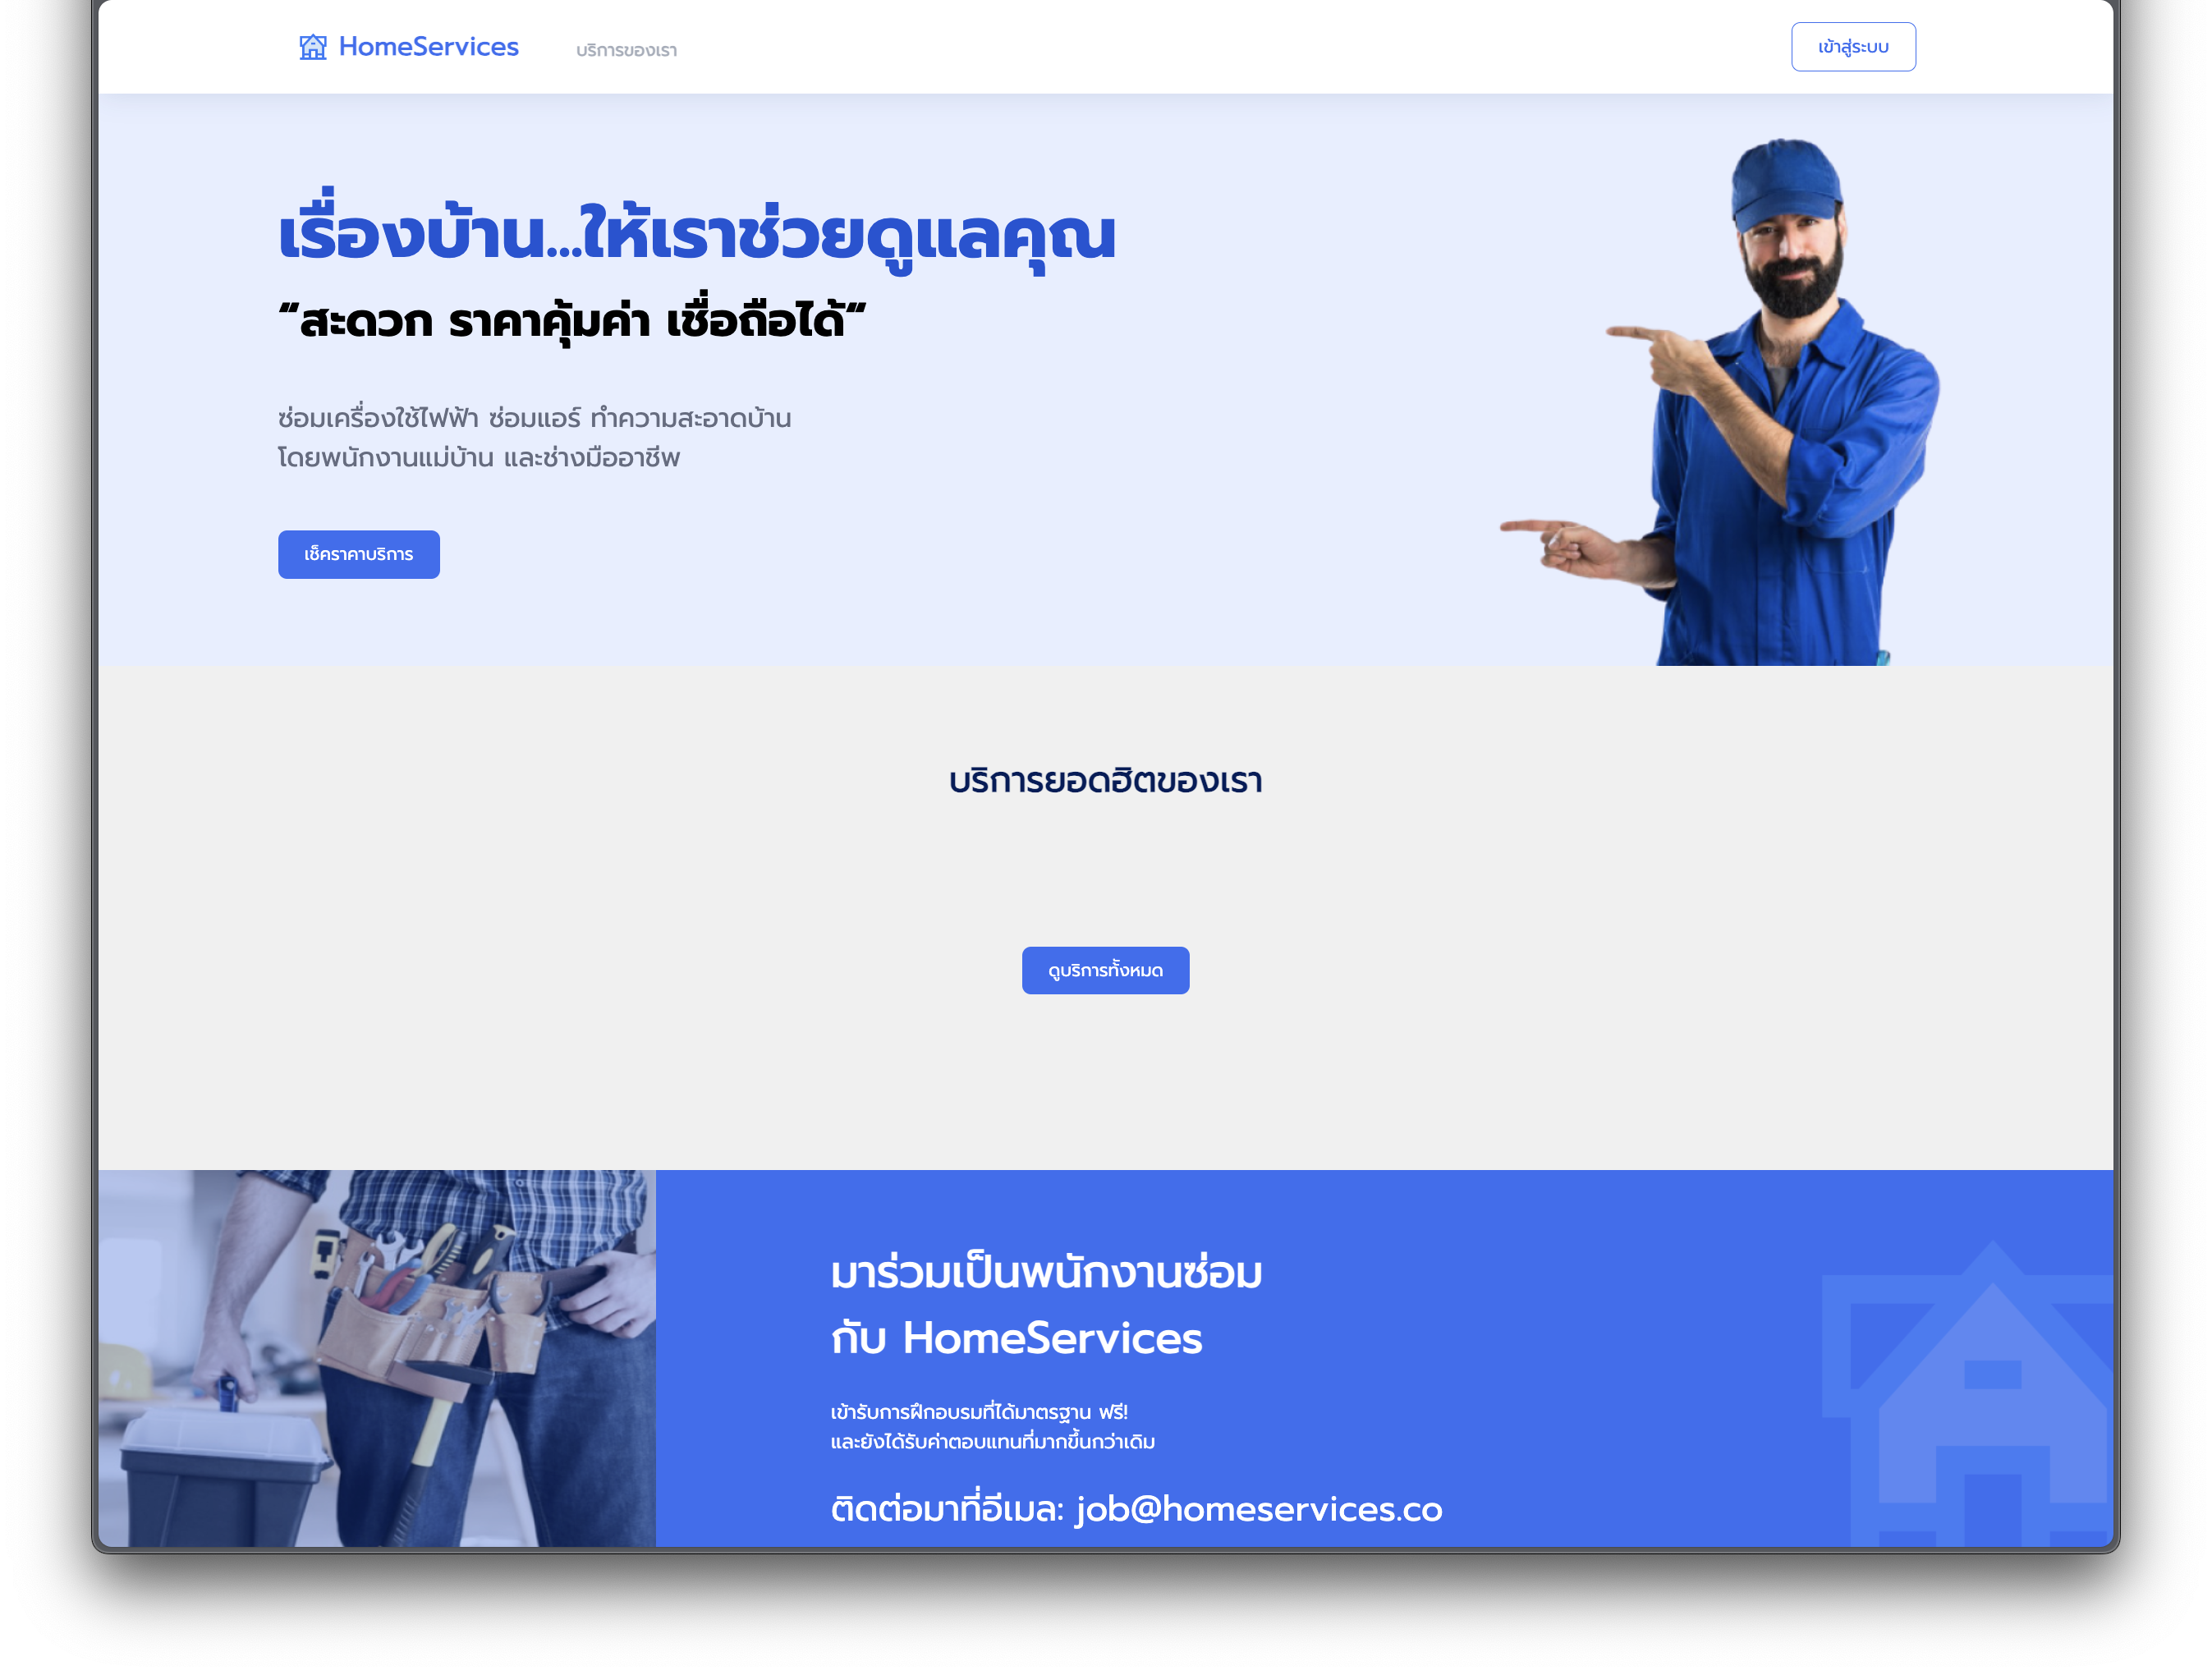 HomeServices
บริการของเรา
เข้าสู่ระบบ
เรื่องบ้าน...ให้เราช่วยดูแลคุณ
“สะดวก ราคาคุ้มค่า เชื่อถือได้“
ซ่อมเครื่องใช้ไฟฟ้า ซ่อมแอร์ ทำความสะอาดบ้าน
โดยพนักงานแม่บ้าน และช่างมืออาชีพ
เช็คราคาบริการ
บริการยอดฮิตของเรา
ดูบริการทั้งหมด
มาร่วมเป็นพนักงานซ่อม
กับ HomeServices
เข้ารับการฝึกอบรมที่ได้มาตรฐาน ฟรี!
และยังได้รับค่าตอบแทนที่มากขึ้นกว่าเดิม
ติดต่อมาที่อีเมล: job@homeservices.co